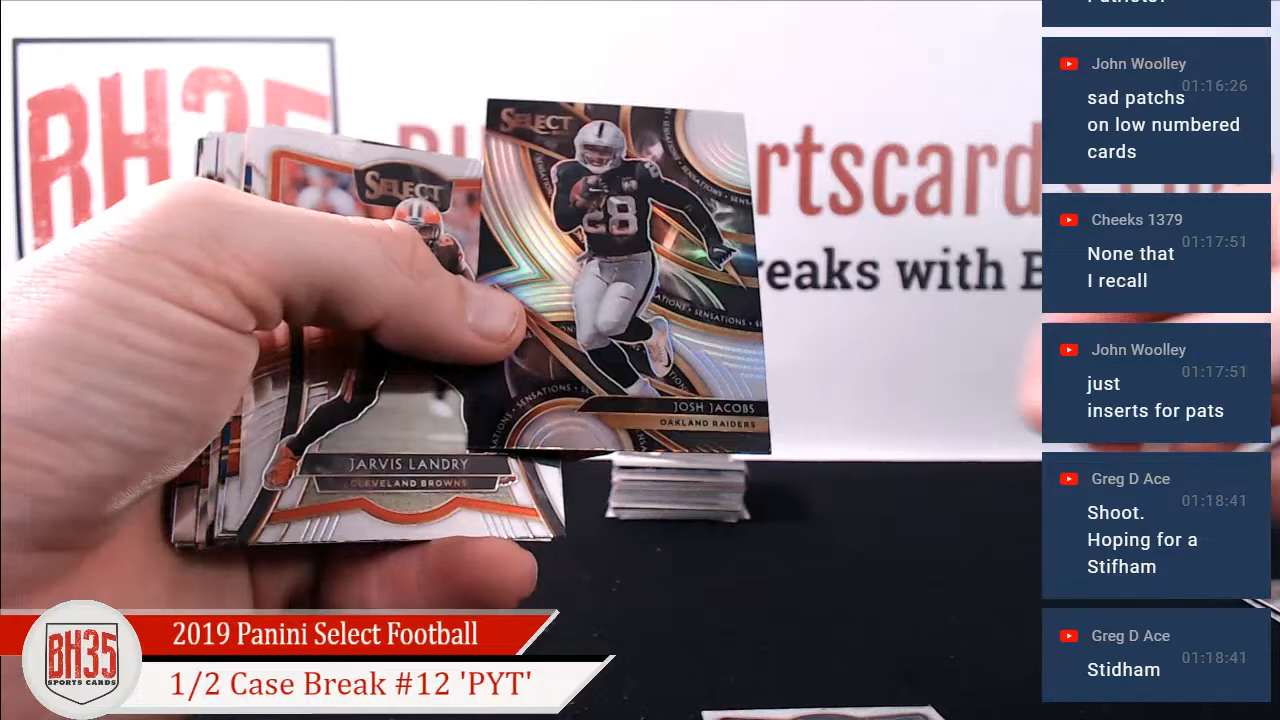 BH35
rtscard
reaks with B
SELECT
SELECT
28
SENSATIONS
JOSH JACOBS
OAKLAND RAIDERS
JARVIS LANDRY
CLEVELAND BROWNS
BH35
SPORTS CARDS
2019 Panini Select Football
1/2 Case Break #12 'PYT'
John Woolley
01:16:26
sad patchs
on low numbered
cards
Cheeks 1379
01:17:51
None that
I recall
John Woolley
01:17:51
just
inserts for pats
Greg D Ace
01:18:41
Shoot.
Hoping for a
Stifham
Greg D Ace
01:18:41
Stidham